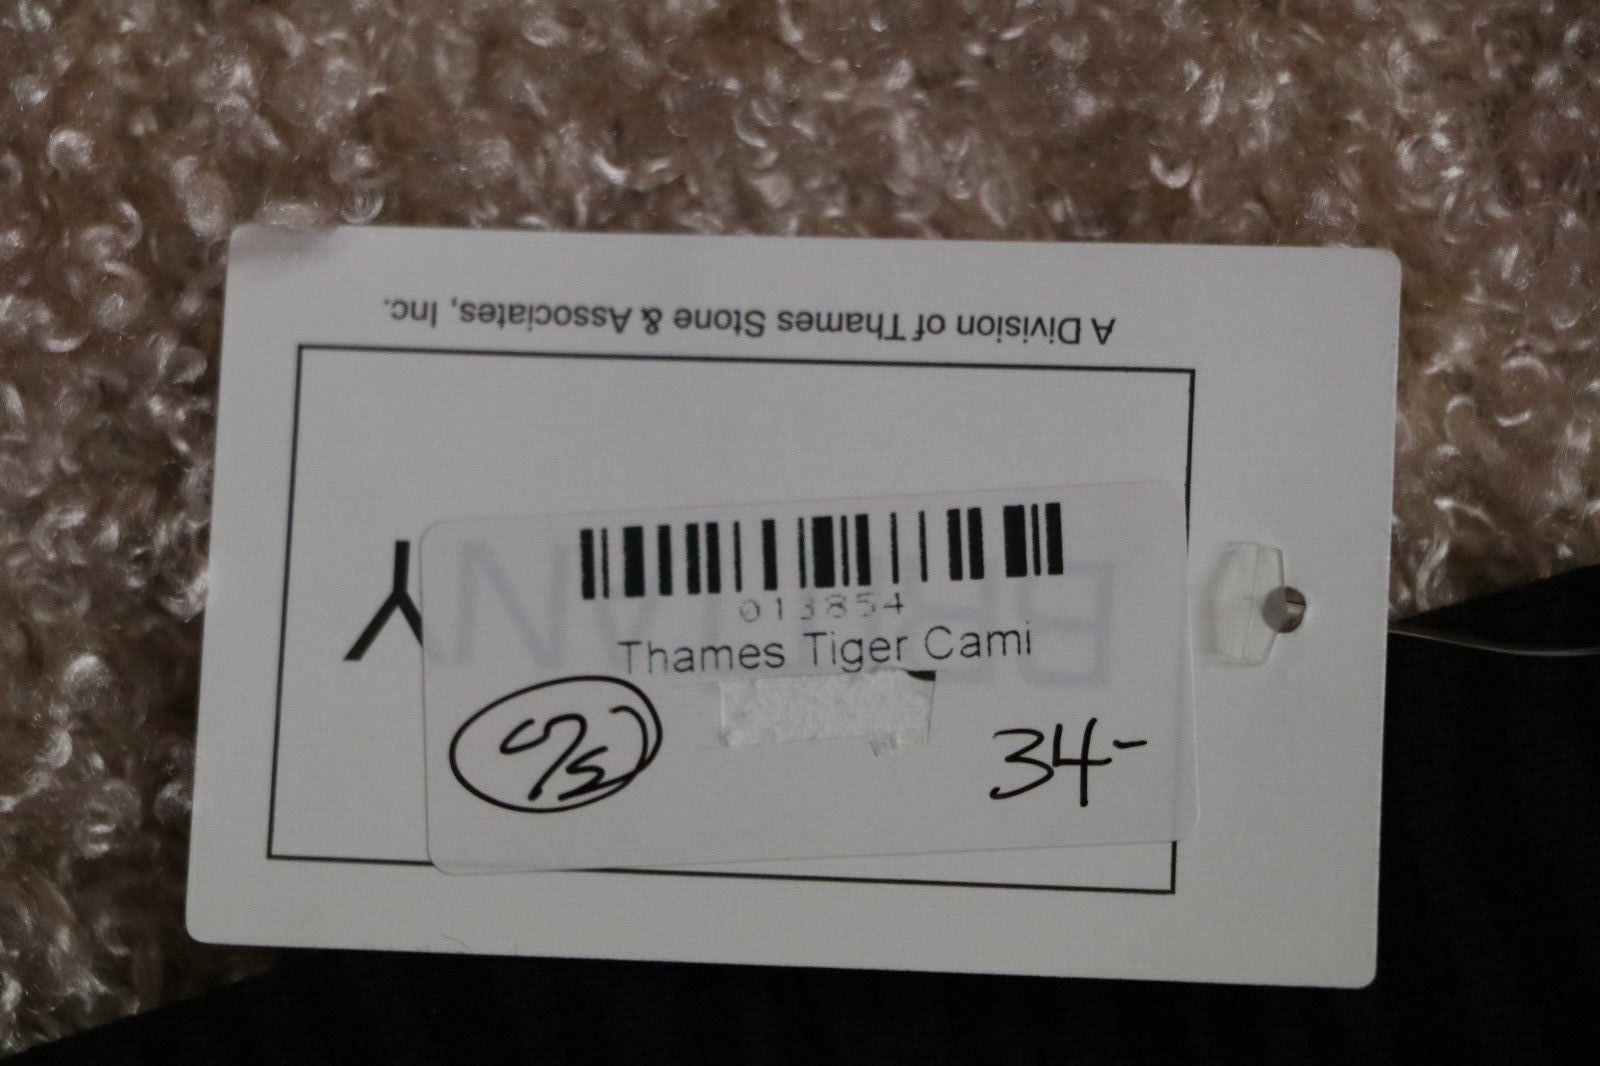 A Division of Thames Stone & Associates, Inc.
013854
Thames Tiger Cami
34-